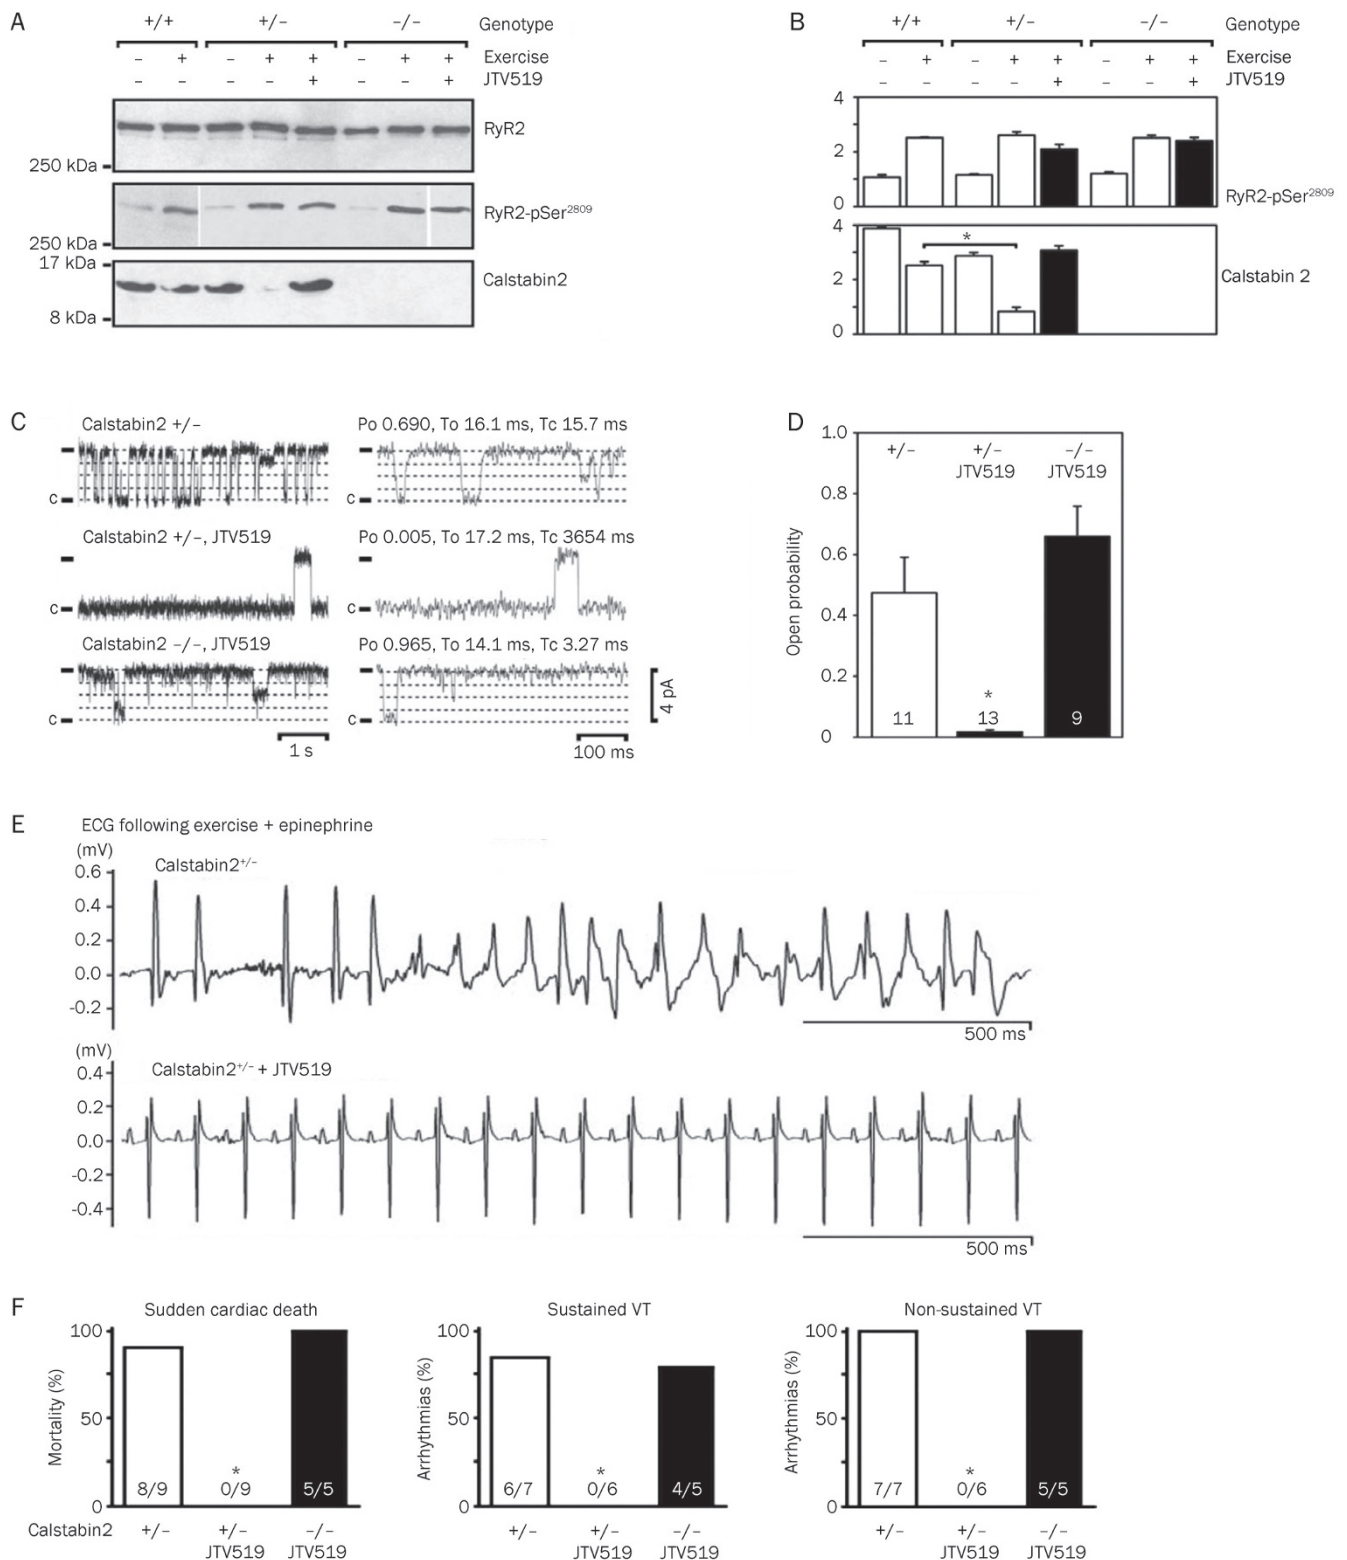 A
+/+ +/– –/– Genotype
– + – + + – + + Exercise
– – – – + – – + JTV519
RyR2
250 kDa
RyR2-pSer2809
250 kDa
17 kDa
Calstabin2
8 kDa
B
+/+ +/– –/– Genotype
– + – + + – + + Exercise
– – – – + – – + JTV519
4
2
0
RyR2-pSer2809
4
*
2
Calstabin 2
0
C
Calstabin2 +/– Po 0.690, To 16.1 ms, Tc 15.7 ms
c c
Calstabin2 +/–, JTV519 Po 0.005, To 17.2 ms, Tc 3654 ms
c c
Calstabin2 –/–, JTV519 Po 0.965, To 14.1 ms, Tc 3.27 ms
c c
4 pA
1 s 100 ms
D
Open probability
1.0
0.8
0.6
0.4
0.2
0
+/– +/– –/–
JTV519 JTV519
*
11 13 9
E ECG following exercise + epinephrine
(mV)
Calstabin2+/–
0.6
0.4
0.2
0.0
-0.2
500 ms
(mV)
Calstabin2+/– + JTV519
0.4
0.2
0.0
-0.2
-0.4
500 ms
F
Sudden cardiac death
Mortality (%)
100
50
0
*
8/9 0/9 5/5
Calstabin2 +/– +/– –/–
JTV519 JTV519
Sustained VT
Arrhythmias (%)
100
50
0
*
6/7 0/6 4/5
+/– +/– –/–
JTV519 JTV519
Non-sustained VT
Arrhythmias (%)
100
50
0
*
7/7 0/6 5/5
+/– +/– –/–
JTV519 JTV519